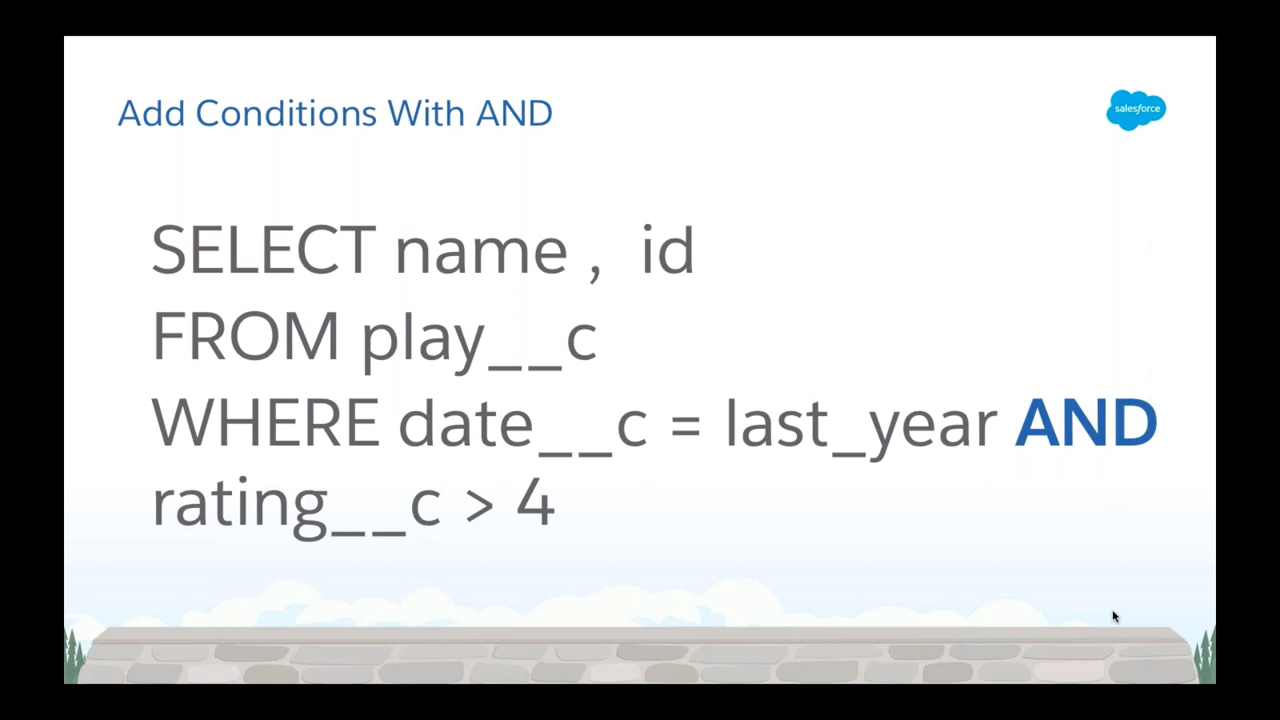 Add Conditions With AND
salesforce
SELECT name ,  id
FROM play__c
WHERE date__c = last_year AND
rating__c > 4